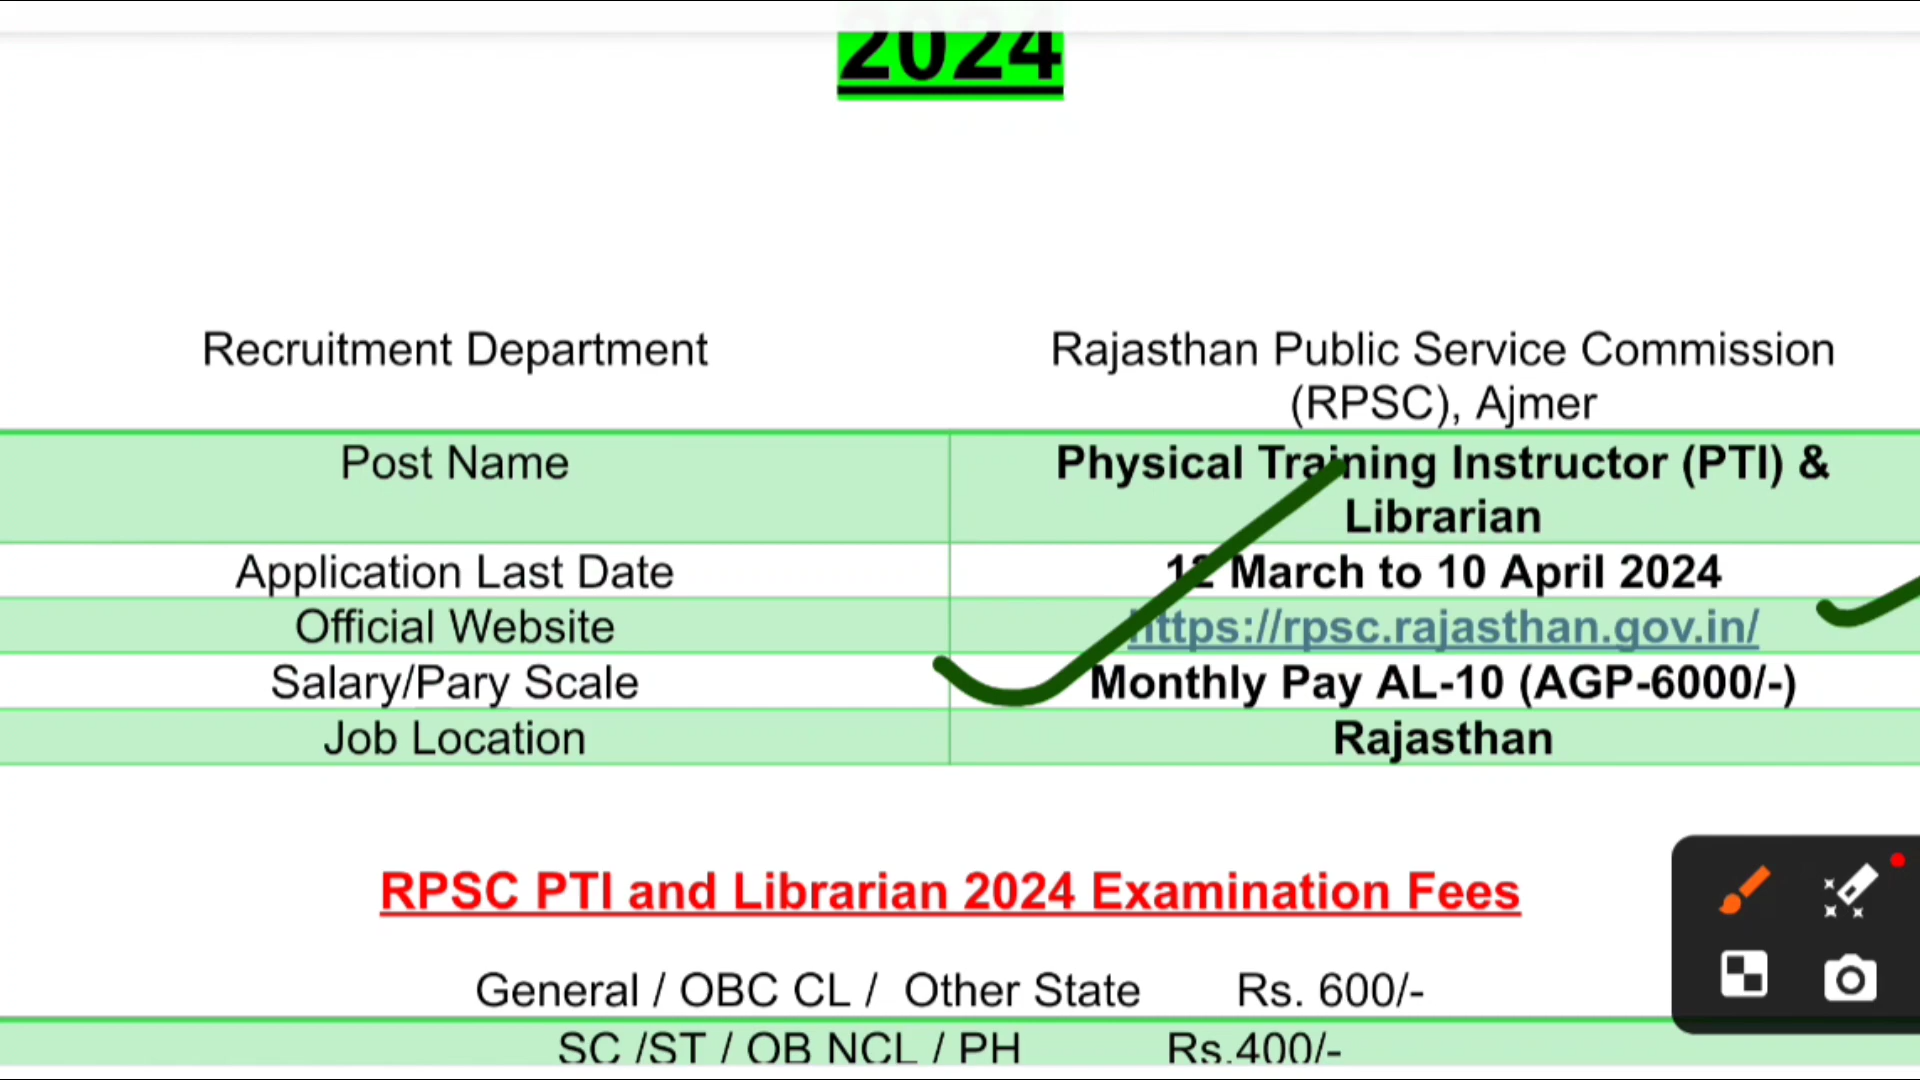 2024
Recruitment Department
Rajasthan Public Service Commission
(RPSC), Ajmer
Post Name
Physical Training Instructor (PTI) &
Librarian
Application Last Date
12 March to 10 April 2024
Official Website
https://rpsc.rajasthan.gov.in/
Salary/Pary Scale
Monthly Pay AL-10 (AGP-6000/-)
Job Location
Rajasthan
RPSC PTI and Librarian 2024 Examination Fees
General / OBC CL / Other State Rs. 600/-
SC /ST / OB NCL / PH Rs.400/-